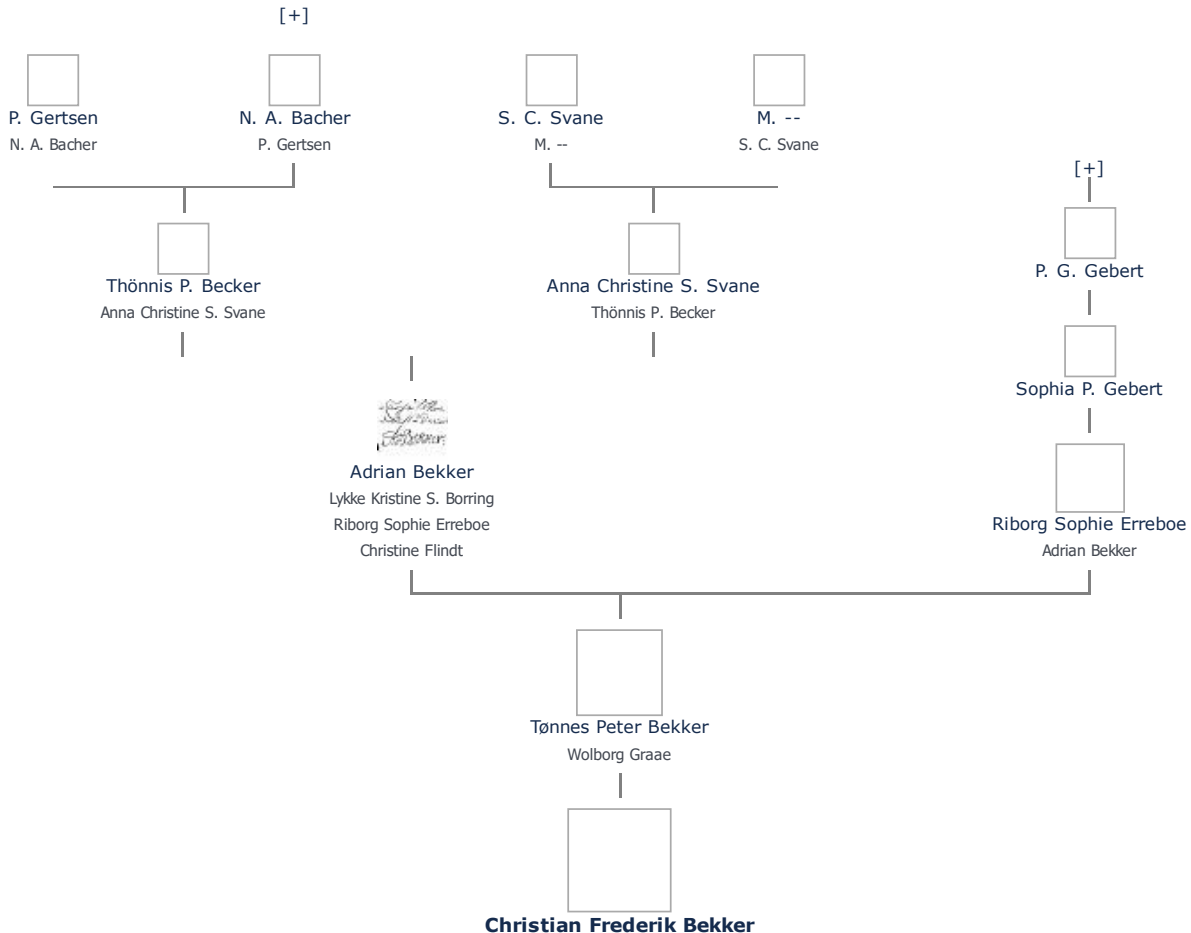 [+]
P. Gertsen
N. A. Bacher
N. A. Bacher
P. Gertsen
S. C. Svane
M. --
M. --
S. C. Svane
[+]
Thönnis P. Becker
Anna Christine S. Svane
Anna Christine S. Svane
Thönnis P. Becker
P. G. Gebert
Sophia P. Gebert
Adrian Bekker
Lykke Kristine S. Borring
Riborg Sophie Erreboe
Christine Flindt
Riborg Sophie Erreboe
Adrian Bekker
Tønnes Peter Bekker
Wolborg Graae
Christian Frederik Bekker